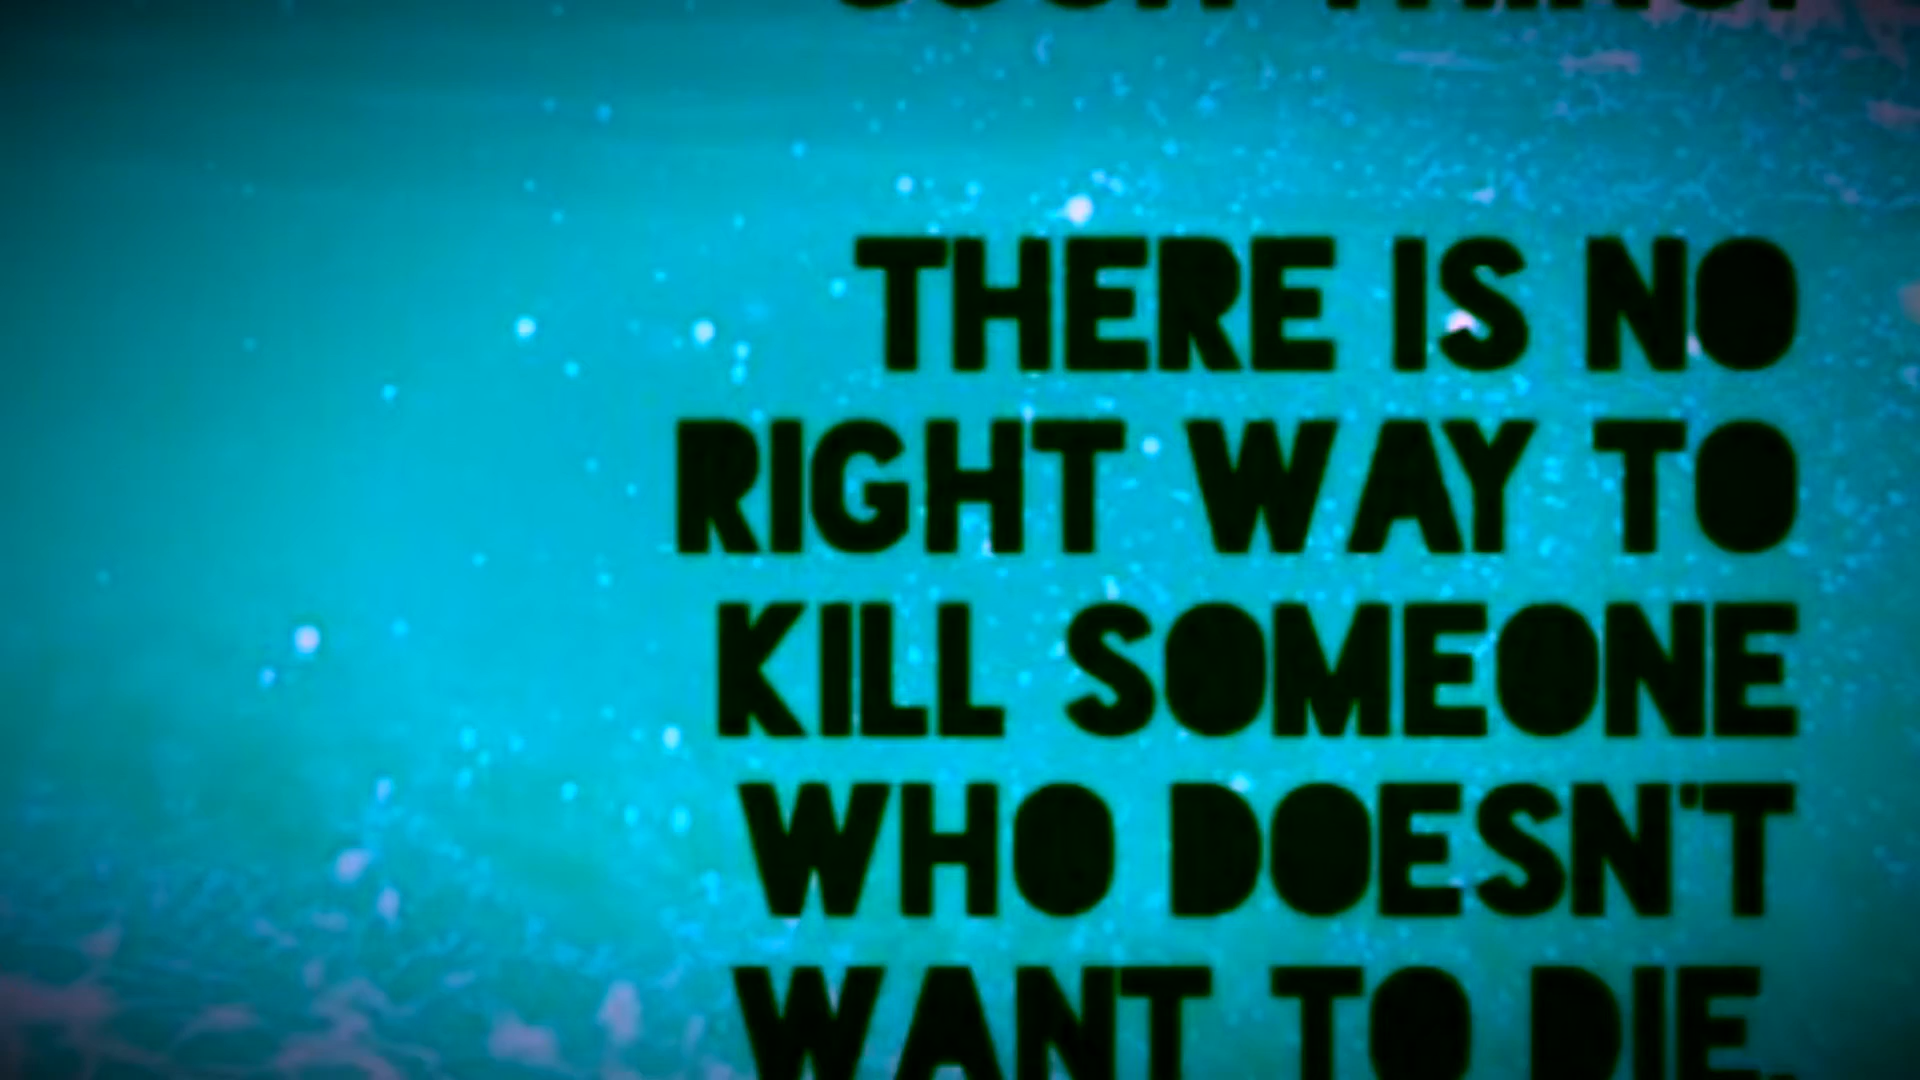 THERE IS NO
RIGHT WAY TO
KILL SOMEONE
WHO DOESN'T
WANT TO DIE.